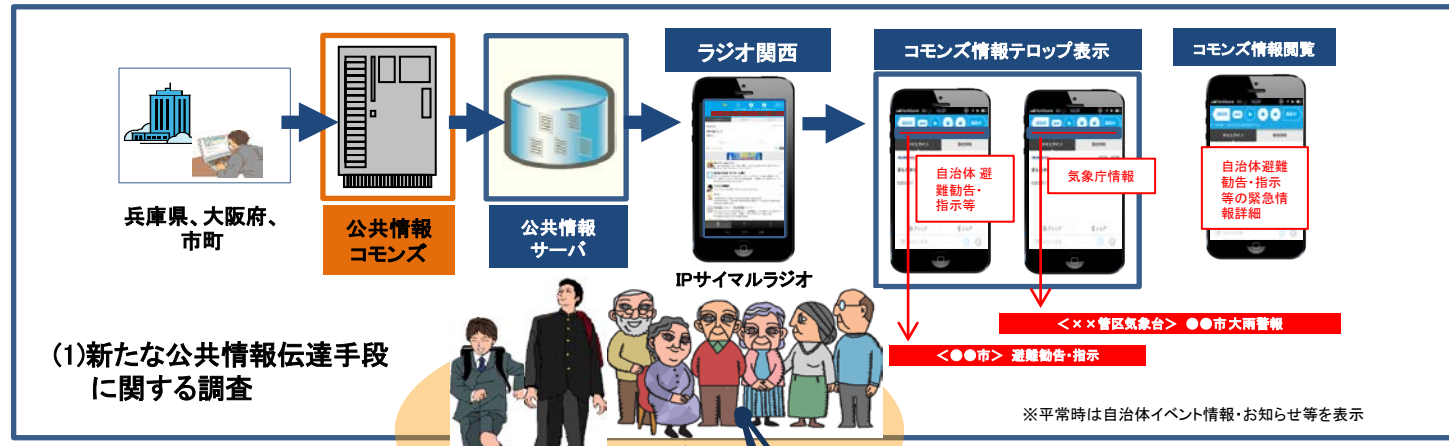 ラジオ関西
コモンズ情報テロップ表示
コモンズ情報閲覧
自治体 避
難勧告・
指示等
気象庁情報
自治体避難
勧告・指示
等の緊急情
報詳細
兵庫県、大阪府、
市町
公共情報
コモンズ
公共情報
サーバ
IPサイマルラジオ
＜××管区気象台＞ ●●市大雨警報
＜●●市＞ 避難勧告・指示
(1)新たな公共情報伝達手段
に関する調査
※平常時は自治体イベント情報・お知らせ等を表示